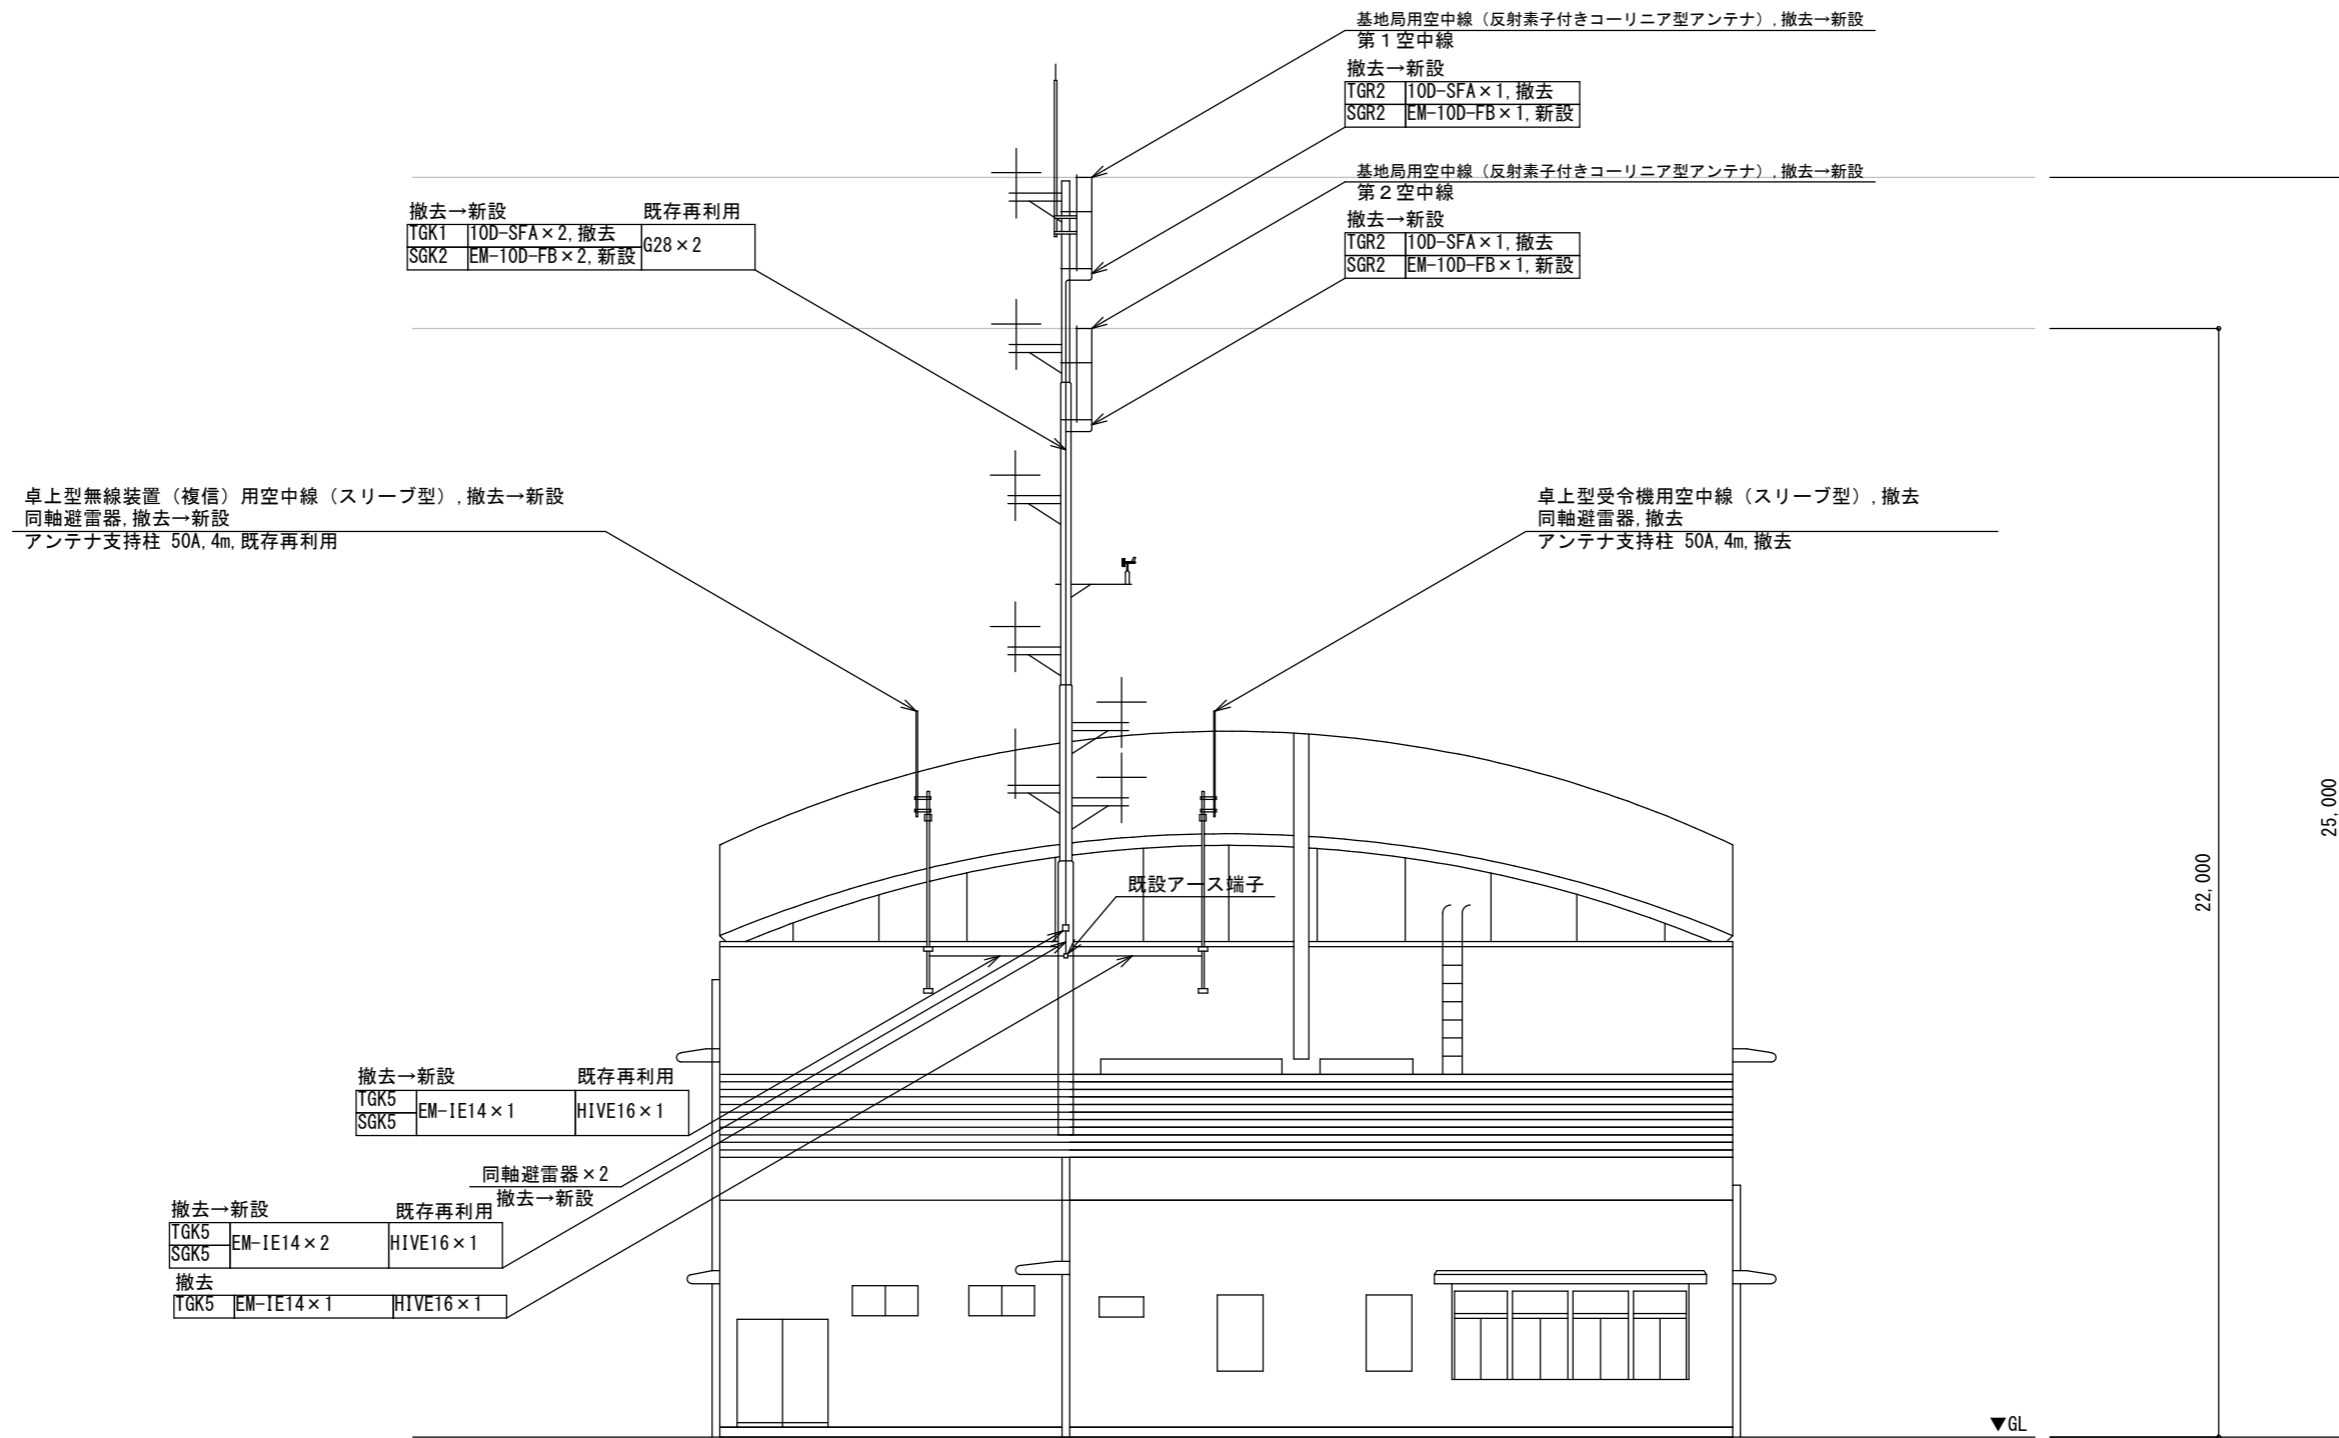 基地局用空中線（反射素子付きコーリニア型アンテナ）,撤去→新設
第１空中線
撤去→新設
TGR2 10D-SFA×1,撤去
SGR2 EM-10D-FB×1,新設
基地局用空中線（反射素子付きコーリニア型アンテナ）,撤去→新設
第２空中線
撤去→新設
TGR2 10D-SFA×1,撤去
SGR2 EM-10D-FB×1,新設
撤去→新設 既存再利用
TGK1 10D-SFA×2,撤去
G28×2
SGK2 EM-10D-FB×2,新設
卓上型無線装置（複信）用空中線（スリーブ型）,撤去→新設
同軸避雷器,撤去→新設
アンテナ支持柱 50A,4m,既存再利用
卓上型受令機用空中線（スリーブ型）,撤去
同軸避雷器,撤去
アンテナ支持柱 50A,4m,撤去
25,000
22,000
既設アース端子
撤去→新設 既存再利用
TGK5
EM-IE14×1 HIVE16×1
SGK5
同軸避雷器×2
撤去→新設
撤去→新設 既存再利用
TGK5
EM-IE14×2 HIVE16×1
SGK5
撤去
TGK5 EM-IE14×1 HIVE16×1
▼GL